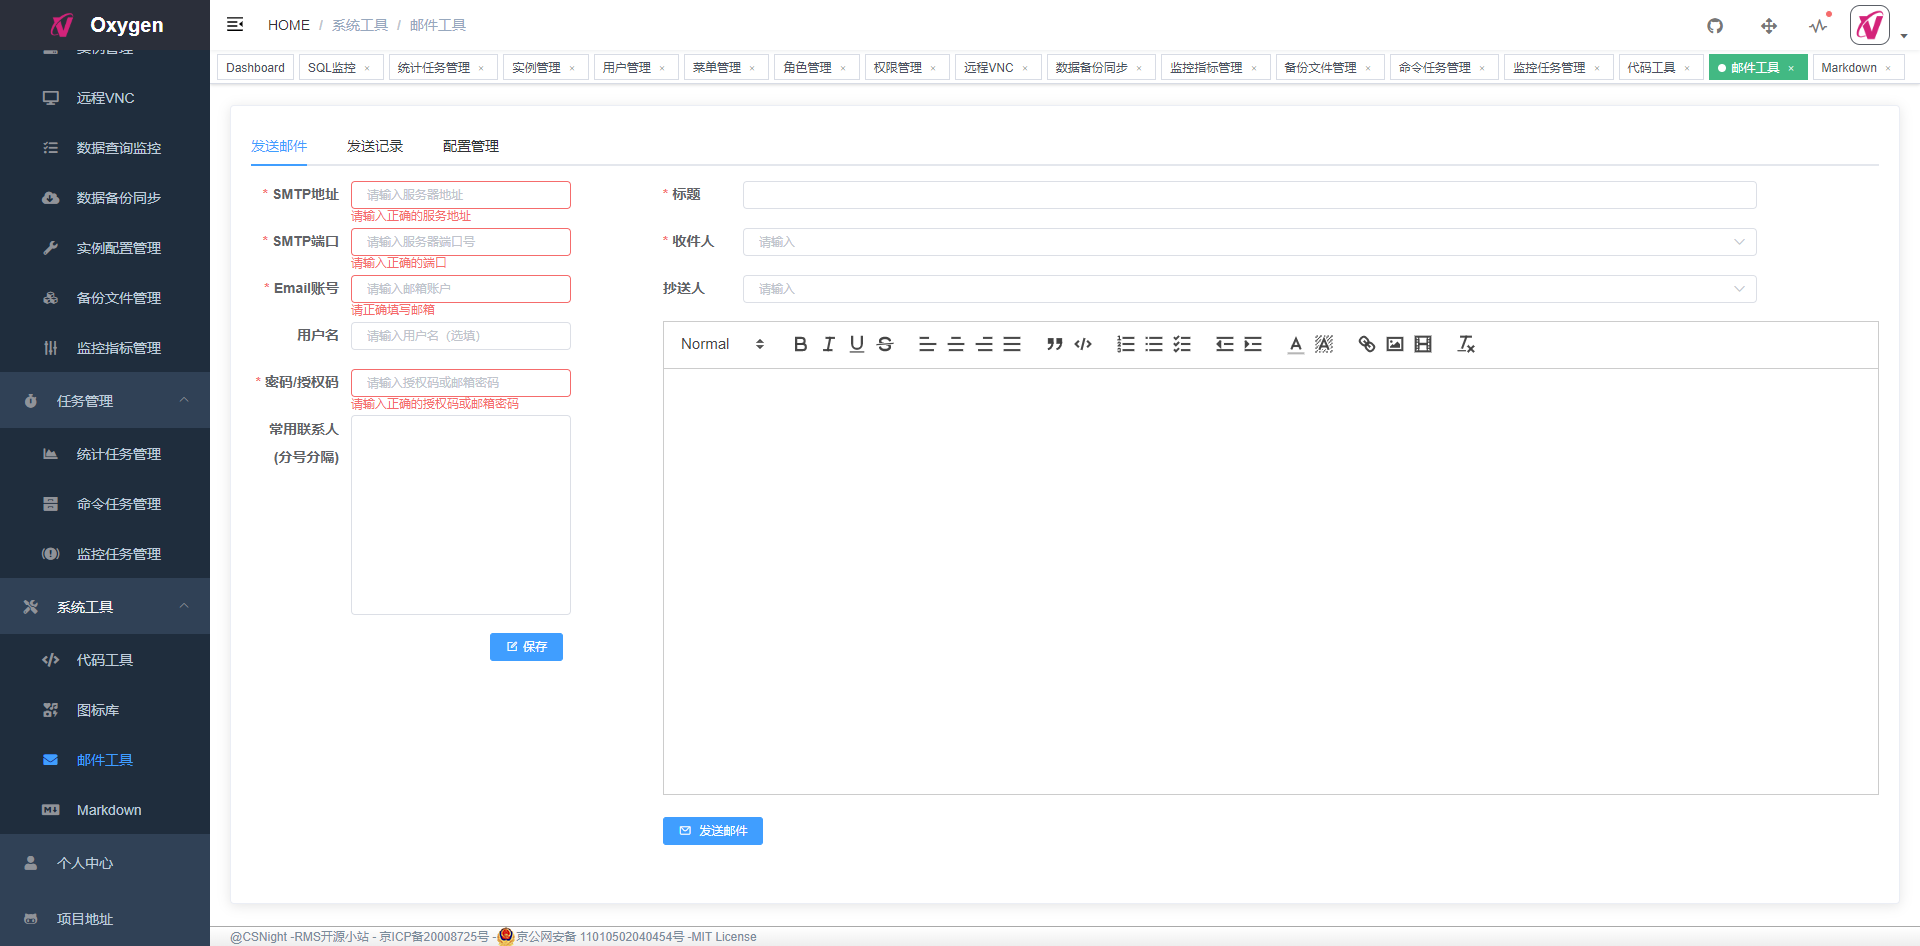 Oxygen
实例管理
远程VNC
数据查询监控
数据备份同步
实例配置管理
备份文件管理
监控指标管理
任务管理
统计任务管理
命令任务管理
监控任务管理
系统工具
代码工具
图标库
邮件工具
Markdown
个人中心
项目地址
HOME / 系统工具 / 邮件工具
Dashboard SQL监控 × 统计任务管理 × 实例管理 × 用户管理 × 菜单管理 × 角色管理 × 权限管理 × 远程VNC × 数据备份同步 × 监控指标管理 × 备份文件管理 × 命令任务管理 × 监控任务管理 × 代码工具 × 邮件工具 × Markdown ×
发送邮件 发送记录 配置管理
* SMTP地址 请输入服务器地址
请输入正确的服务地址
* SMTP端口 请输入服务器端口号
请输入正确的端口
* Email账号 请输入邮箱账户
请正确填写邮箱
用户名 请输入用户名（选填）
* 密码/授权码 请输入授权码或邮箱密码
请输入正确的授权码或邮箱密码
常用联系人
(分号分隔)
保存
* 标题
* 收件人 请输入
抄送人 请输入
Normal
发送邮件
@CSNight -RMS开源小站 - 京ICP备20008725号 - 京公网安备 11010502040454号 -MIT License